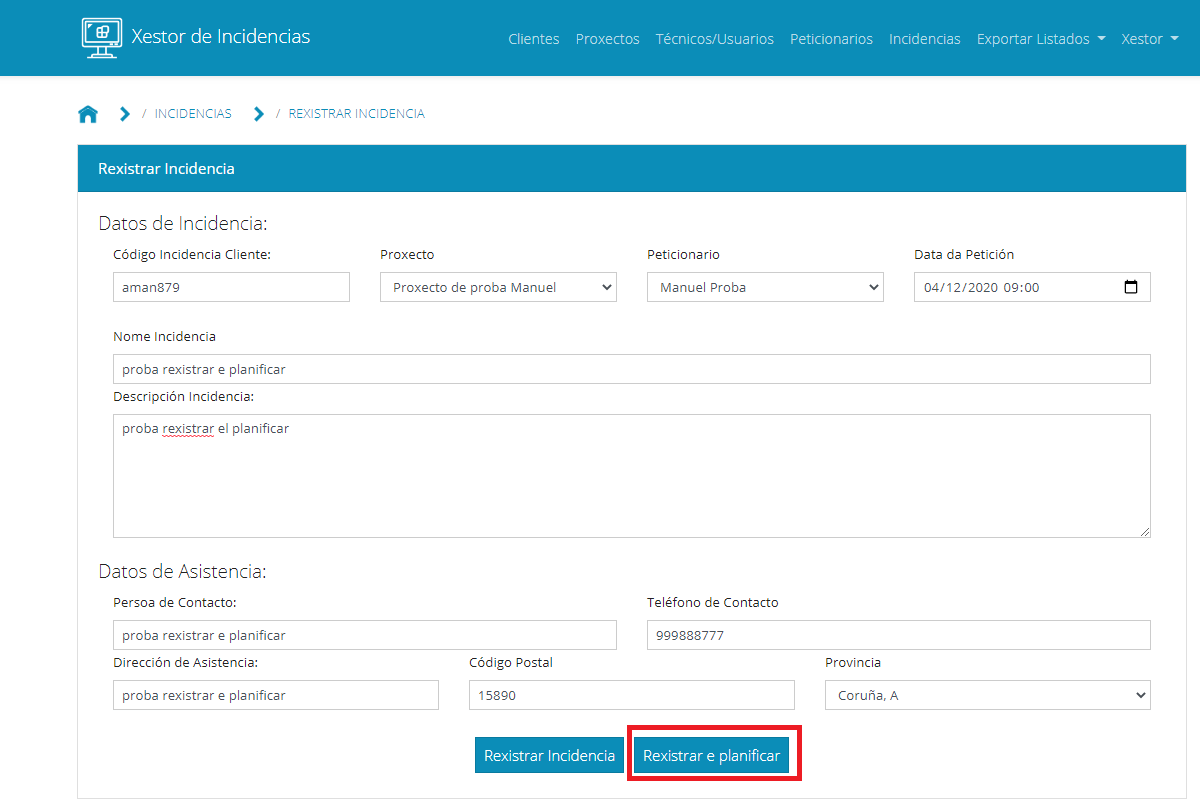 Xestor de Incidencias
Clientes Proxectos Técnicos/Usuarios Peticionarios Incidencias Exportar Listados Xestor
/ INCIDENCIAS / REXISTRAR INCIDENCIA
Rexistrar Incidencia
Datos de Incidencia:
Código Incidencia Cliente: Proxecto Peticionario Data da Petición
aman879 Proxecto de proba Manuel Manuel Proba 04/12/2020 09:00
Nome Incidencia
proba rexistrar e planificar
Descripción Incidencia:
proba rexistrar el planificar
Datos de Asistencia:
Persoa de Contacto: Teléfono de Contacto
proba rexistrar e planificar 999888777
Dirección de Asistencia: Código Postal Provincia
proba rexistrar e planificar 15890 Coruña, A
Rexistrar Incidencia Rexistrar e planificar